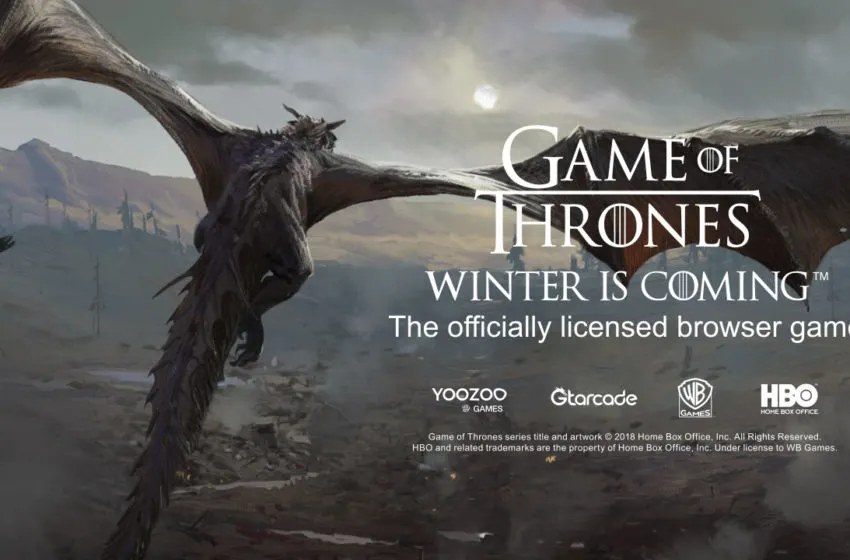 GAME OF
THRONES
WINTER IS COMING™
The officially licensed browser game
YOOZOO
GAMES
Gtarcade
WB
GAMES
HBO
HOME BOX OFFICE
Game of Thrones series title and artwork © 2018 Home Box Office, Inc. All Rights Reserved.
HBO and related trademarks are the property of Home Box Office, Inc. Under license to WB Games.